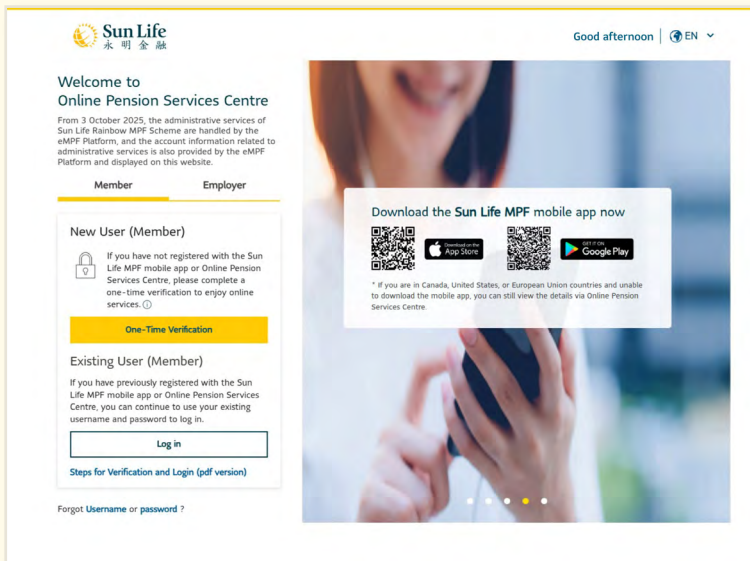 Sun Life
永明金融
Good afternoon
EN
Welcome to
Online Pension Services Centre
From 3 October 2025, the administrative services of
Sun Life Rainbow MPF Scheme are handled by the
eMPF Platform, and the account information related to
administrative services is also provided by the eMPF
Platform and displayed on this website.
Member
Employer
New User (Member)
If you have not registered with the Sun
Life MPF mobile app or Online Pension
Services Centre, please complete a
one-time verification to enjoy online
services.
One-Time Verification
Existing User (Member)
If you have previously registered with the Sun
Life MPF mobile app or Online Pension Services
Centre, you can continue to use your existing
username and password to log in.
Log in
Steps for Verification and Login (pdf version)
Forgot Username or password ?
Download the Sun Life MPF mobile app now
Download on the
App Store
GET IT ON
Google Play
* If you are in Canada, United States, or European Union countries and unable
to download the mobile app, you can still view the details via Online Pension
Services Centre.